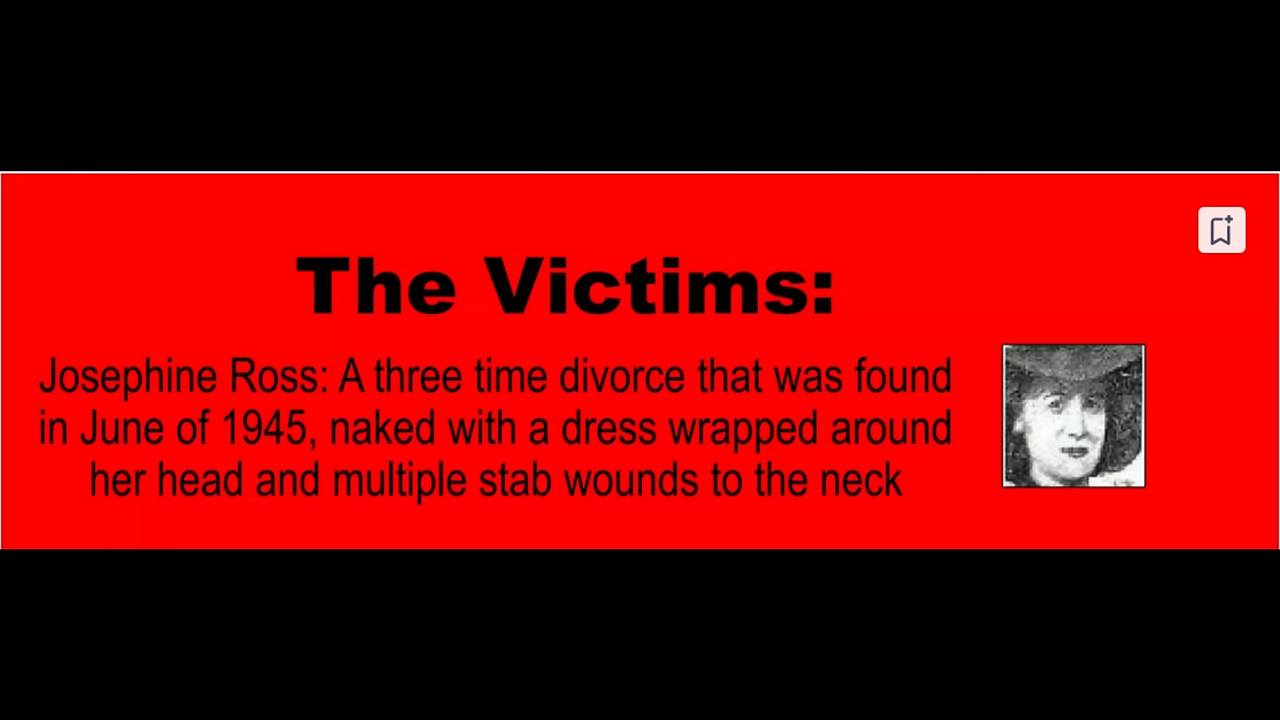 The Victims:
Josephine Ross: A three time divorce that was found
in June of 1945, naked with a dress wrapped around
her head and multiple stab wounds to the neck